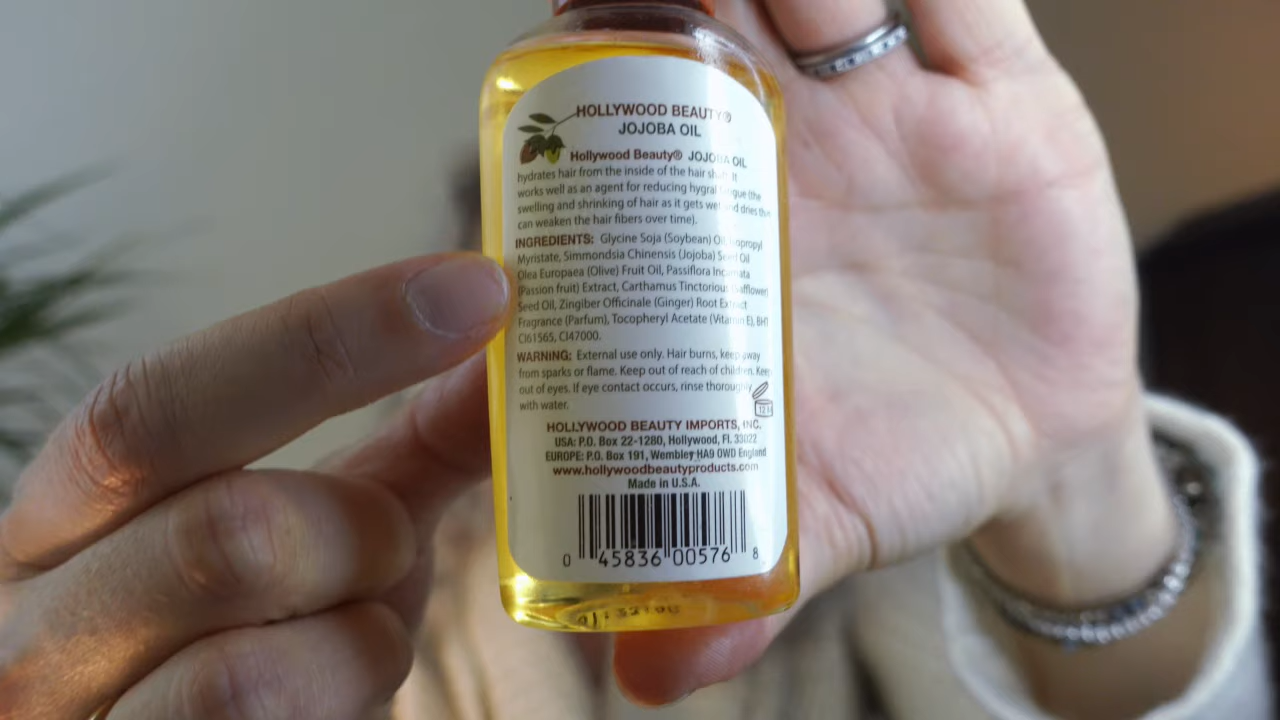 HOLLYWOOD BEAUTY®
JOJOBA OIL
Hollywood Beauty® JOJOBA OIL
hydrates hair from the inside of the hair shaft. It
works well as an agent for reducing hygral (the
swelling and shrinking of hair as it gets wet and dries
can weaken the hair fibers over time).
INGREDIENTS: Glycine Soja (Soybean) Oil, Isopropyl
Myristate, Simmondsia Chinensis (Jojoba) Seed Oil
Olea Europaea (Olive) Fruit Oil, Passiflora Incarnata
(Passion fruit) Extract, Carthamus Tinctorious (Safflower)
Seed Oil, Zingiber Officinale (Ginger) Root Extract
Fragrance (Parfum), Tocopheryl Acetate (Vitamin E), BHT
CI61565, CI47000.
WARNING: External use only. Hair burns, keep away
from sparks or flame. Keep out of reach of children. Keep
out of eyes. If eye contact occurs, rinse thoroughly
with water.
HOLLYWOOD BEAUTY IMPORTS, INC.
USA: P.O. Box 22-1280, Hollywood, Fl. 33022
EUROPE: P.O. Box 191, Wembley HA9 0WD England
www.hollywoodbeautyproducts.com
Made in U.S.A.
0 45836 00576 8